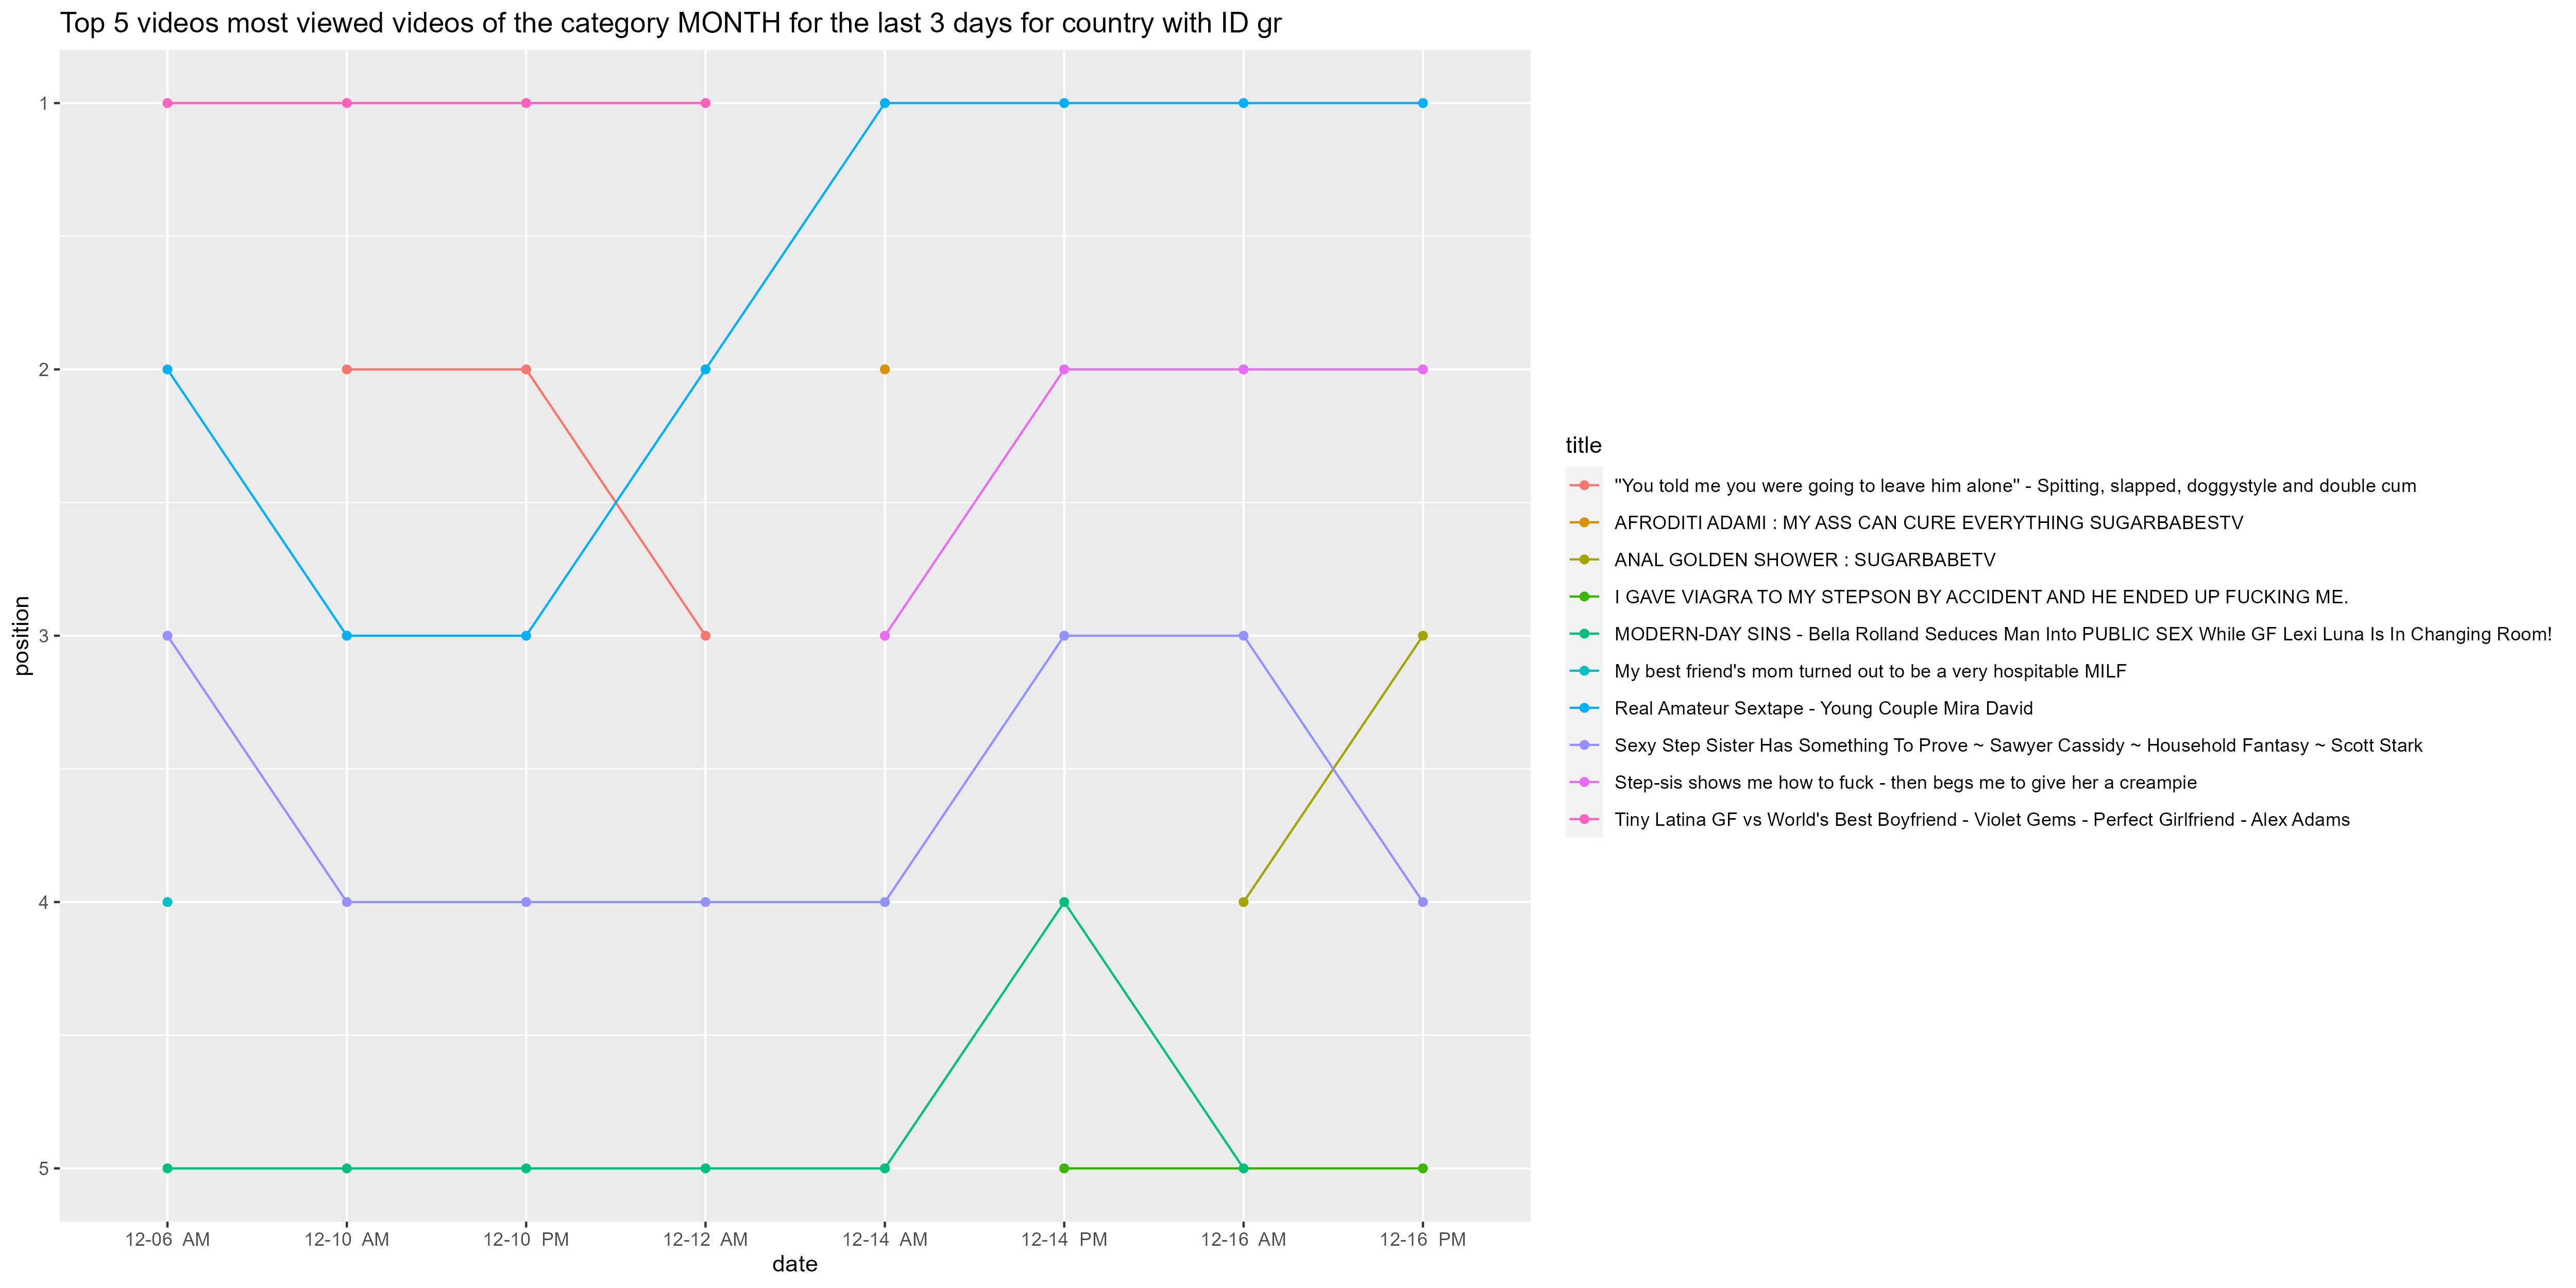 Top 5 videos most viewed videos of the category MONTH for the last 3 days for country with ID gr
position
1
2
3
4
5
12-06 AM
12-10 AM
12-10 PM
12-12 AM
12-14 AM
12-14 PM
12-16 AM
12-16 PM
date
title
"You told me you were going to leave him alone" - Spitting, slapped, doggystyle and double cum
AFRODITI ADAMI : MY ASS CAN CURE EVERYTHING SUGARBABESTV
ANAL GOLDEN SHOWER : SUGARBABETV
I GAVE VIAGRA TO MY STEPSON BY ACCIDENT AND HE ENDED UP FUCKING ME.
MODERN-DAY SINS - Bella Rolland Seduces Man Into PUBLIC SEX While GF Lexi Luna Is In Changing Room!
My best friend's mom turned out to be a very hospitable MILF
Real Amateur Sextape - Young Couple Mira David
Sexy Step Sister Has Something To Prove ~ Sawyer Cassidy ~ Household Fantasy ~ Scott Stark
Step-sis shows me how to fuck - then begs me to give her a creampie
Tiny Latina GF vs World's Best Boyfriend - Violet Gems - Perfect Girlfriend - Alex Adams